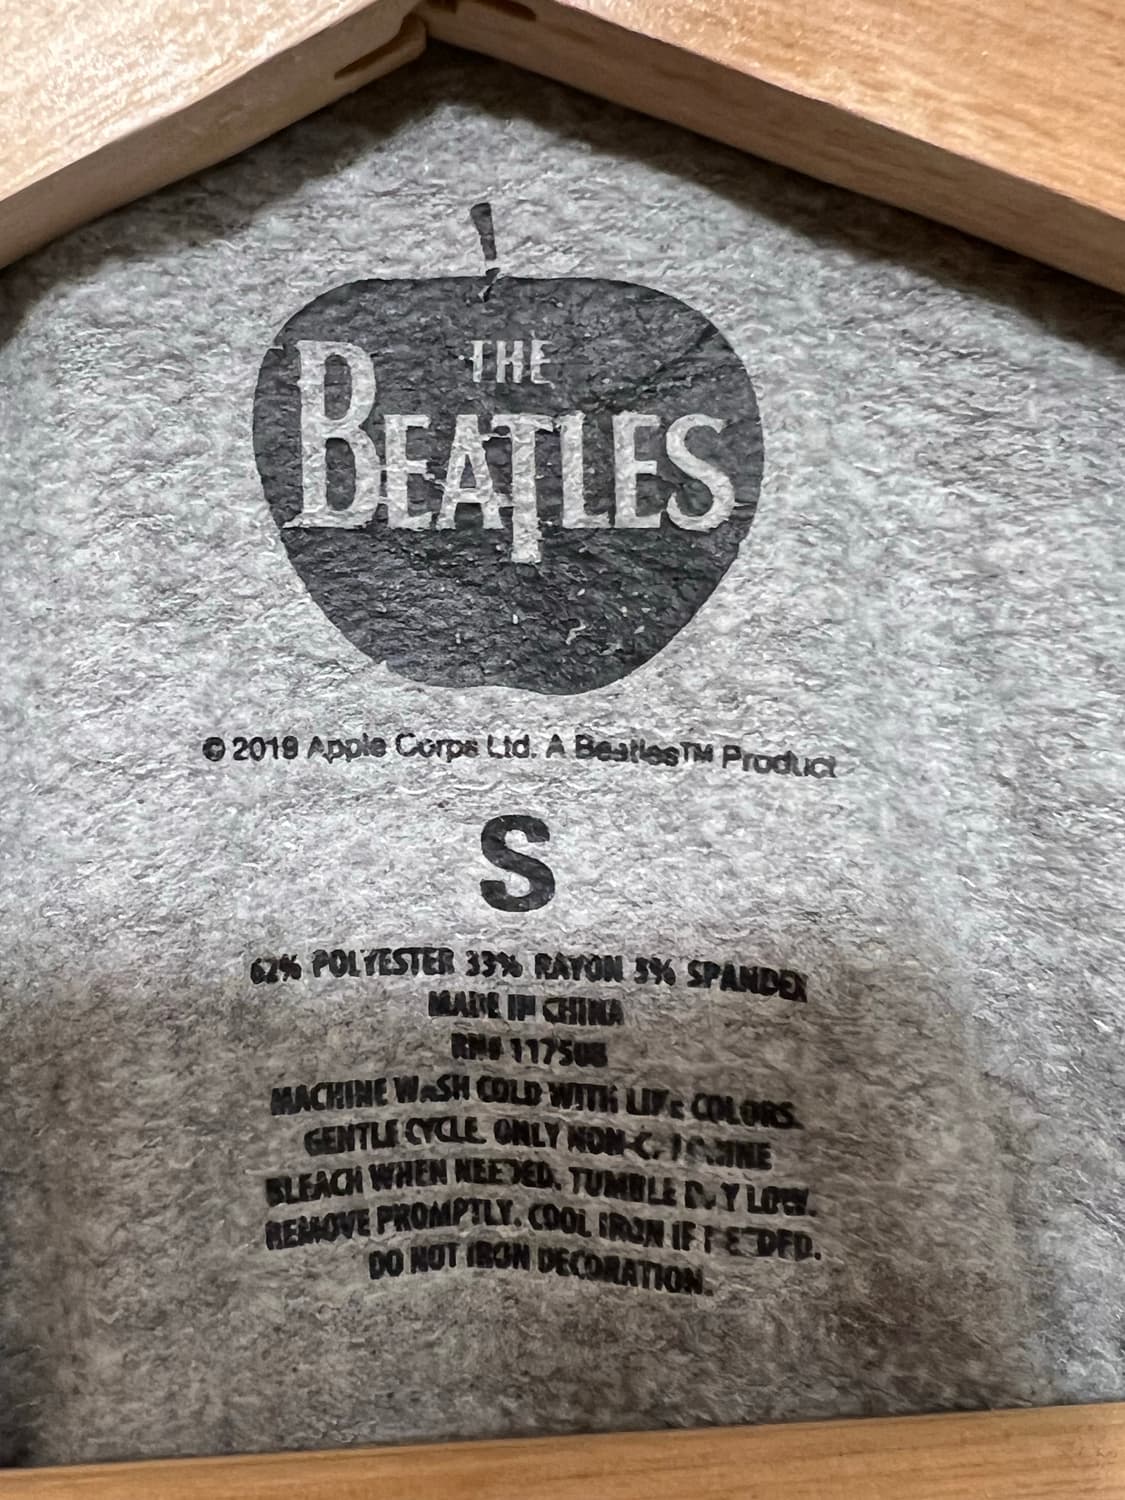 THE
BEATLES
© 2019 Apple Corps Ltd. A Beatles™ Product
S
62% POLYESTER 33% RAYON 5% SPANDEX
MADE IN CHINA
RN# 117508
MACHINE WASH COLD WITH LIKE COLORS.
GENTLE CYCLE. ONLY NON-CHLORINE
BLEACH WHEN NEEDED. TUMBLE DRY LOW.
REMOVE PROMPTLY. COOL IRON IF NEEDED.
DO NOT IRON DECORATION.